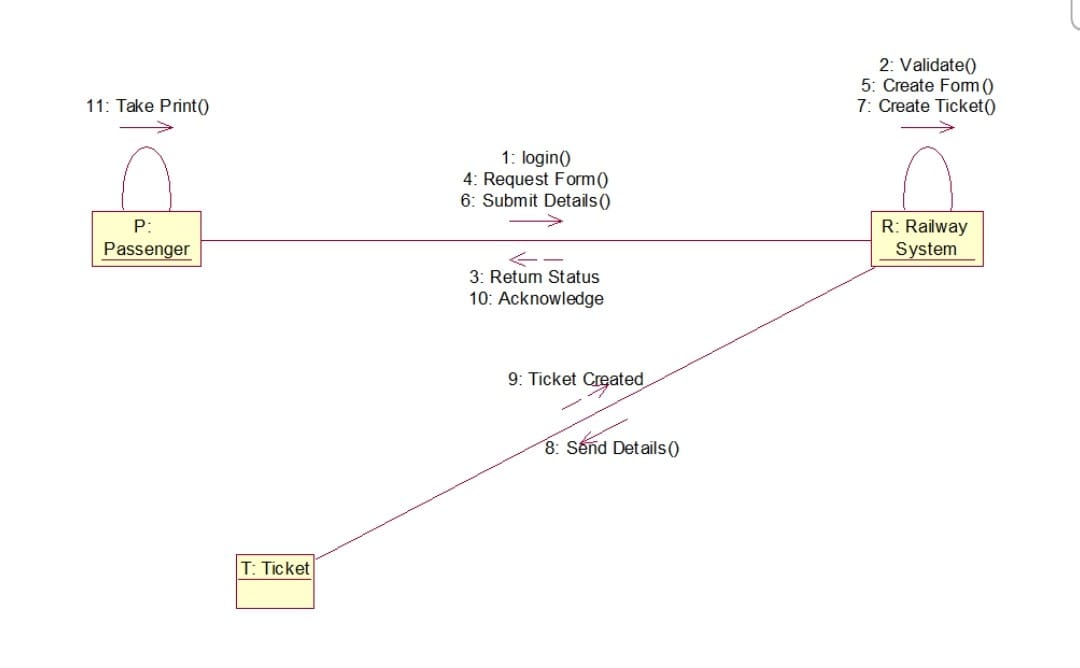 2: Validate()
5: Create Form()
7: Create Ticket()
11: Take Print()
1: login()
4: Request Form()
6: Submit Details()
P:
Passenger
R: Railway
System
3: Return Status
10: Acknowledge
9: Ticket Created
8: Send Details()
T: Ticket